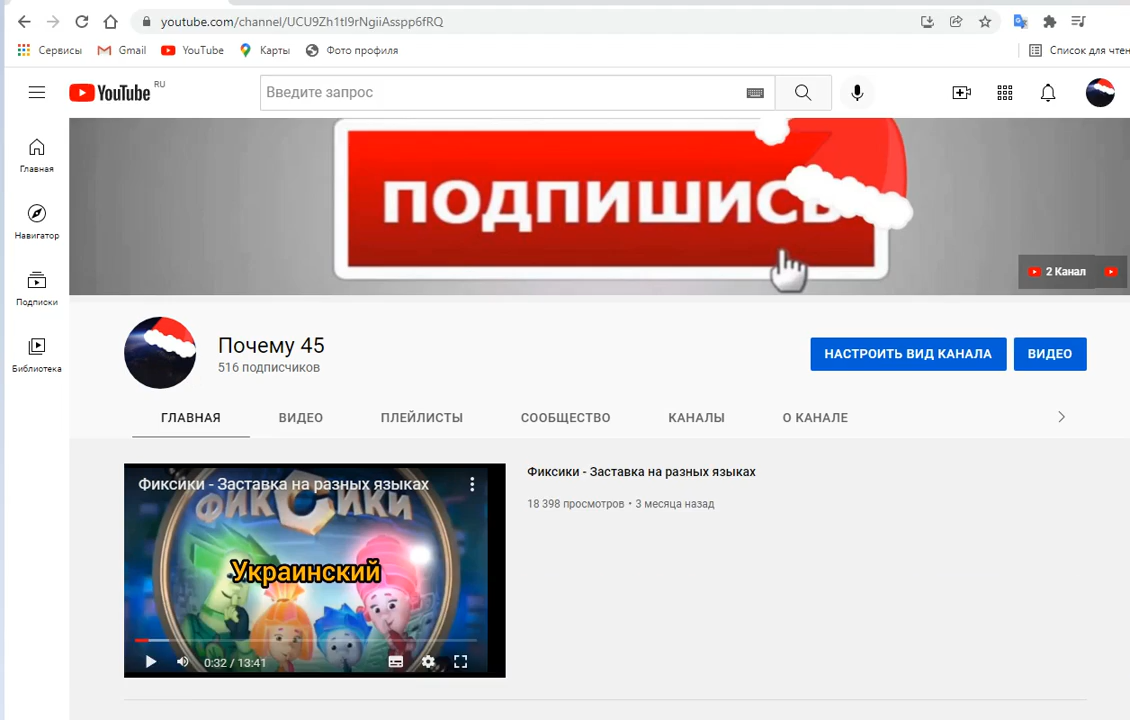 youtube.com/channel/UCU9Zh1tl9rNgiiAsspp6fRQ
Сервисы Gmail YouTube Карты Фото профиля Список для чтен
YouTube RU
Введите запрос
Главная
Навигатор
Подписки
Библиотека
ПОДПИШИСЬ
2 Канал
Почему 45
516 подписчиков
НАСТРОИТЬ ВИД КАНАЛА ВИДЕО
ГЛАВНАЯ ВИДЕО ПЛЕЙЛИСТЫ СООБЩЕСТВО КАНАЛЫ О КАНАЛЕ
Фиксики - Заставка на разных языках
ФИКСИКИ
Украинский
0:32 / 13:41
Фиксики - Заставка на разных языках
18 398 просмотров • 3 месяца назад